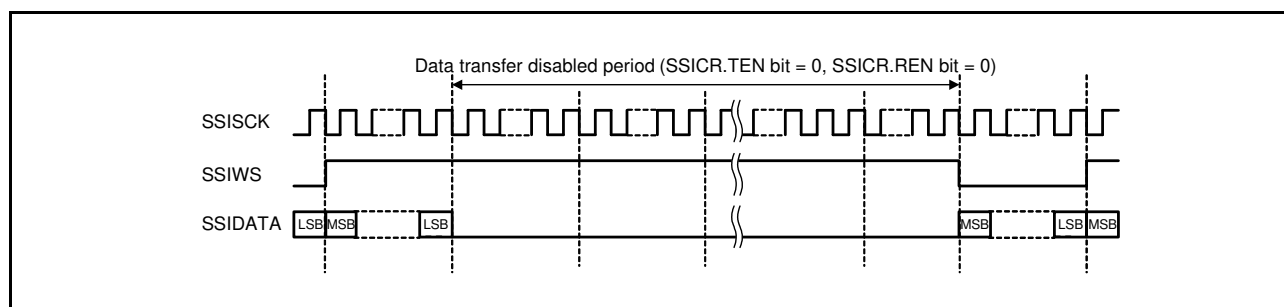 Data transfer disabled period (SSICR.TEN bit = 0, SSICR.REN bit = 0)
SSISCK
SSIWS
SSIDATA LSB MSB LSB MSB LSB MSB